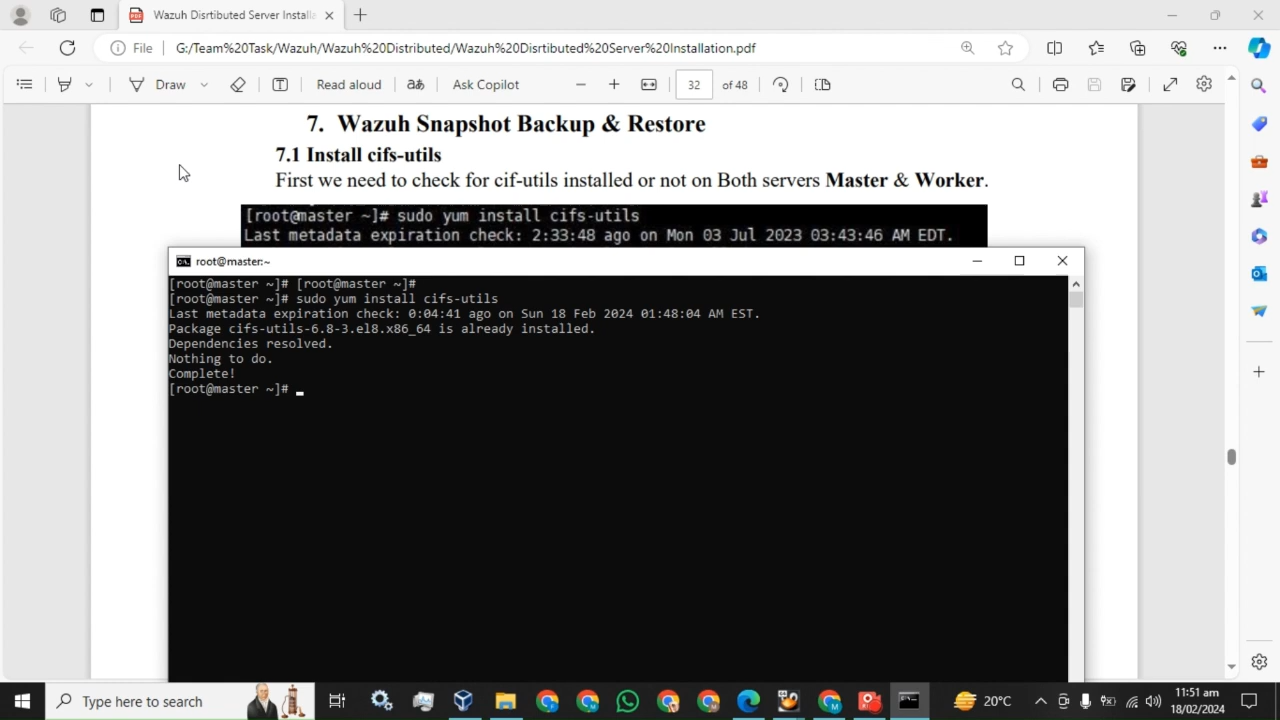 Wazuh Disrtibuted Server Installa
File
G:/Team%20Task/Wazuh/Wazuh%20Distributed/Wazuh%20Disrtibuted%20Server%20Installation.pdf
Draw
Read aloud
Ask Copilot
32
of 48
7. Wazuh Snapshot Backup & Restore
7.1 Install cifs-utils
First we need to check for cif-utils installed or not on Both servers Master & Worker.
[root@master ~]# sudo yum install cifs-utils
Last metadata expiration check: 2:33:48 ago on Mon 03 Jul 2023 03:43:46 AM EDT.
root@master:~
[root@master ~]# [root@master ~]#
[root@master ~]# sudo yum install cifs-utils
Last metadata expiration check: 0:04:41 ago on Sun 18 Feb 2024 01:48:04 AM EST.
Package cifs-utils-6.8-3.el8.x86_64 is already installed.
Dependencies resolved.
Nothing to do.
Complete!
[root@master ~]#
Type here to search
20°C
11:51 am
18/02/2024